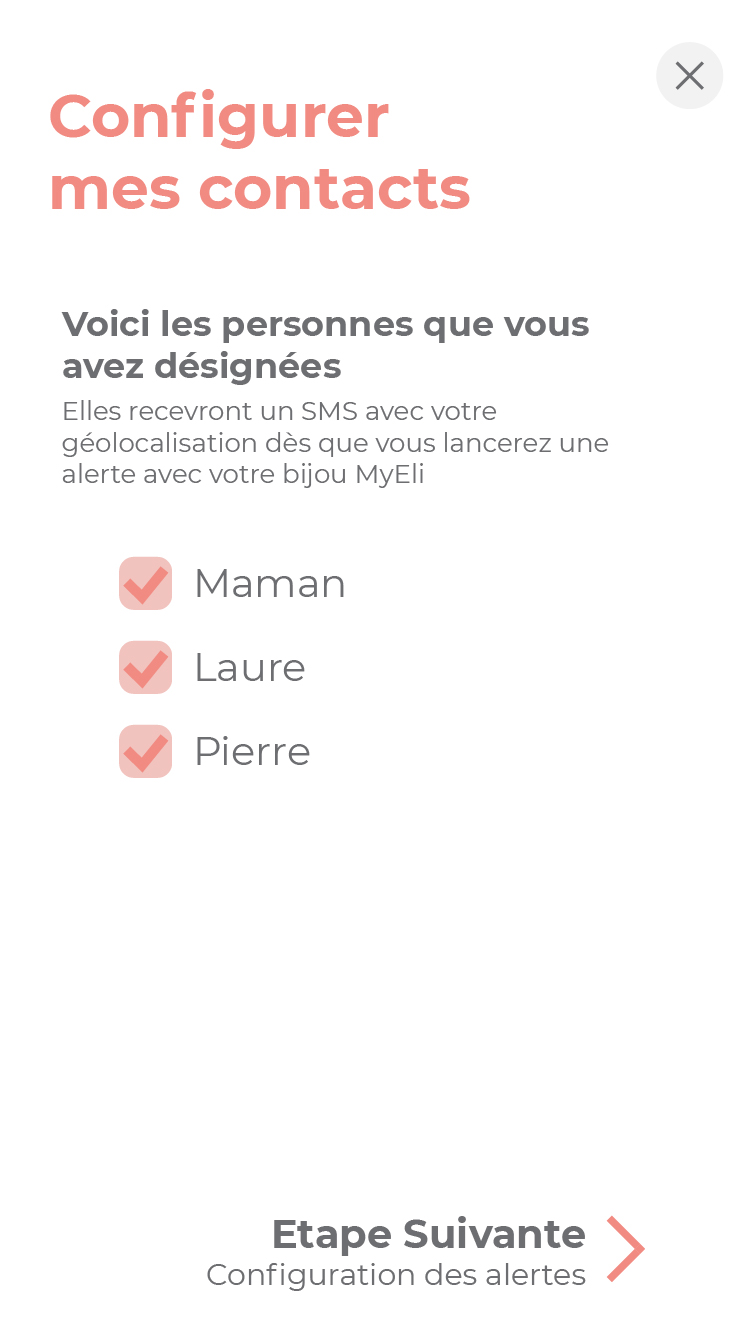 Configurer
mes contacts
Voici les personnes que vous
avez désignées
Elles recevront un SMS avec votre
géolocalisation dès que vous lancerez une
alerte avec votre bijou MyEli
Maman
Laure
Pierre
Etape Suivante
Configuration des alertes